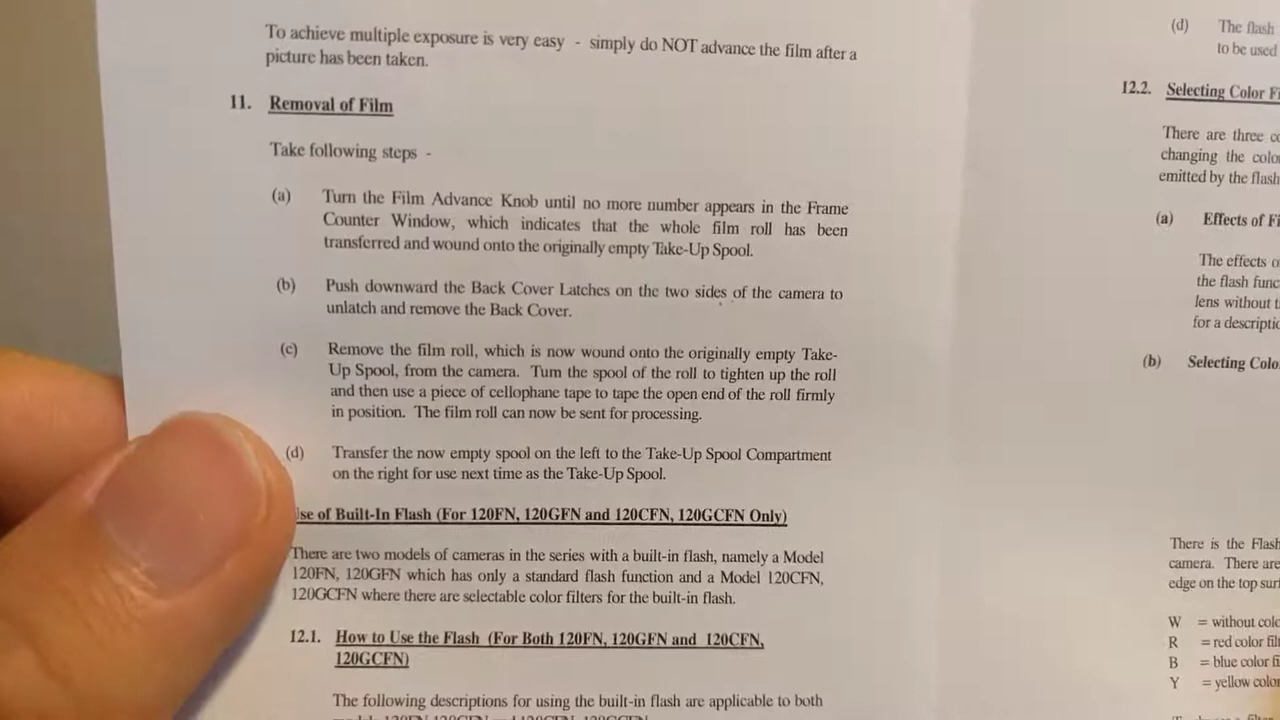 To achieve multiple exposure is very easy - simply do NOT advance the film after a
picture has been taken.
11. Removal of Film
Take following steps -
(a) Turn the Film Advance Knob until no more number appears in the Frame
Counter Window, which indicates that the whole film roll has been
transferred and wound onto the originally empty Take-Up Spool.
(b) Push downward the Back Cover Latches on the two sides of the camera to
unlatch and remove the Back Cover.
(c) Remove the film roll, which is now wound onto the originally empty Take-
Up Spool, from the camera. Turn the spool of the roll to tighten up the roll
and then use a piece of cellophane tape to tape the open end of the roll firmly
in position. The film roll can now be sent for processing.
(d) Transfer the now empty spool on the left to the Take-Up Spool Compartment
on the right for use next time as the Take-Up Spool.
of Built-In Flash (For 120FN, 120GFN and 120CFN, 120GCFN Only)
There are two models of cameras in the series with a built-in flash, namely a Model
120FN, 120GFN which has only a standard flash function and a Model 120CFN,
120GCFN where there are selectable color filters for the built-in flash.
12.1. How to Use the Flash (For Both 120FN, 120GFN and 120CFN,
120GCFN)
The following descriptions for using the built-in flash are applicable to both
(d) The flash
to be used
12.2. Selecting Color
There are three
changing the
emitted by the flash
(a) Effects of
The effects
the flash
lens without
for a
(b) Selecting
There is the Flash
camera. There are
edge on the top
W = without
R = red color
B = blue color
Y = yellow color